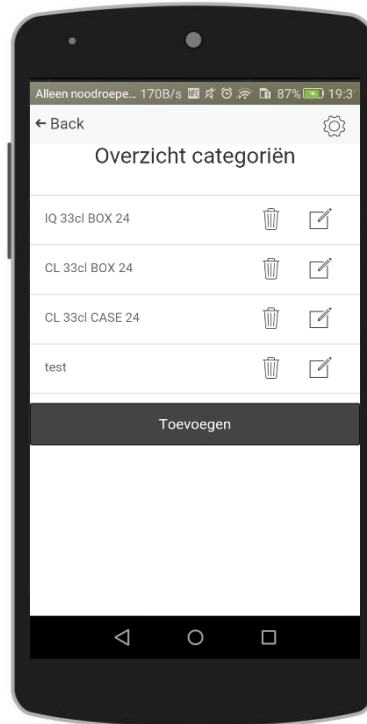 Alleen noodroepe... 170B/s 87% 19:3
← Back
Overzicht categoriën
IQ 33cl BOX 24
CL 33cl BOX 24
CL 33cl CASE 24
test
Toevoegen